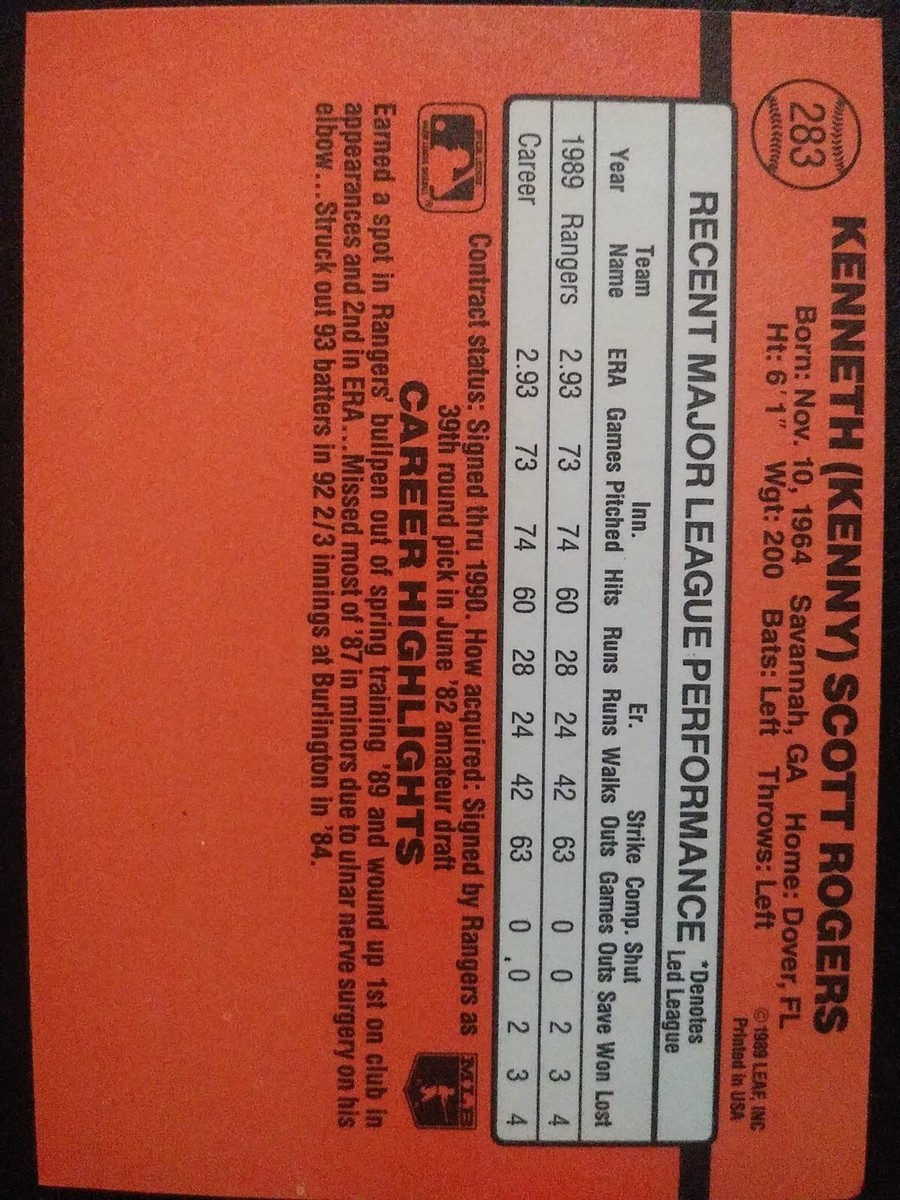 283
KENNETH (KENNY) SCOTT ROGERS
Born: Nov. 10, 1964 Savannah, GA Home: Dover, FL
Ht: 6'1" Wgt: 200 Bats: Left Throws: Left
© 1989 LEAF, INC
Printed in USA
RECENT MAJOR LEAGUE PERFORMANCE *Denotes
Led League
Team Inn. Er. Strike Comp. Shut
Year Name ERA Games Pitched Hits Runs Runs Walks Outs Games Outs Save Won Lost
1989 Rangers 2.93 73 74 60 28 24 42 63 0 0 2 3 4
Career 2.93 73 74 60 28 24 42 63 0 0 2 3 4
Contract status: Signed thru 1990. How acquired: Signed by Rangers as
39th round pick in June '82 amateur draft
MLB
CAREER HIGHLIGHTS
Earned a spot in Rangers' bullpen out of spring training '89 and wound up 1st on club in
appearances and 2nd in ERA...Missed most of '87 in minors due to ulnar nerve surgery on his
elbow...Struck out 93 batters in 92 2/3 innings at Burlington in '84.